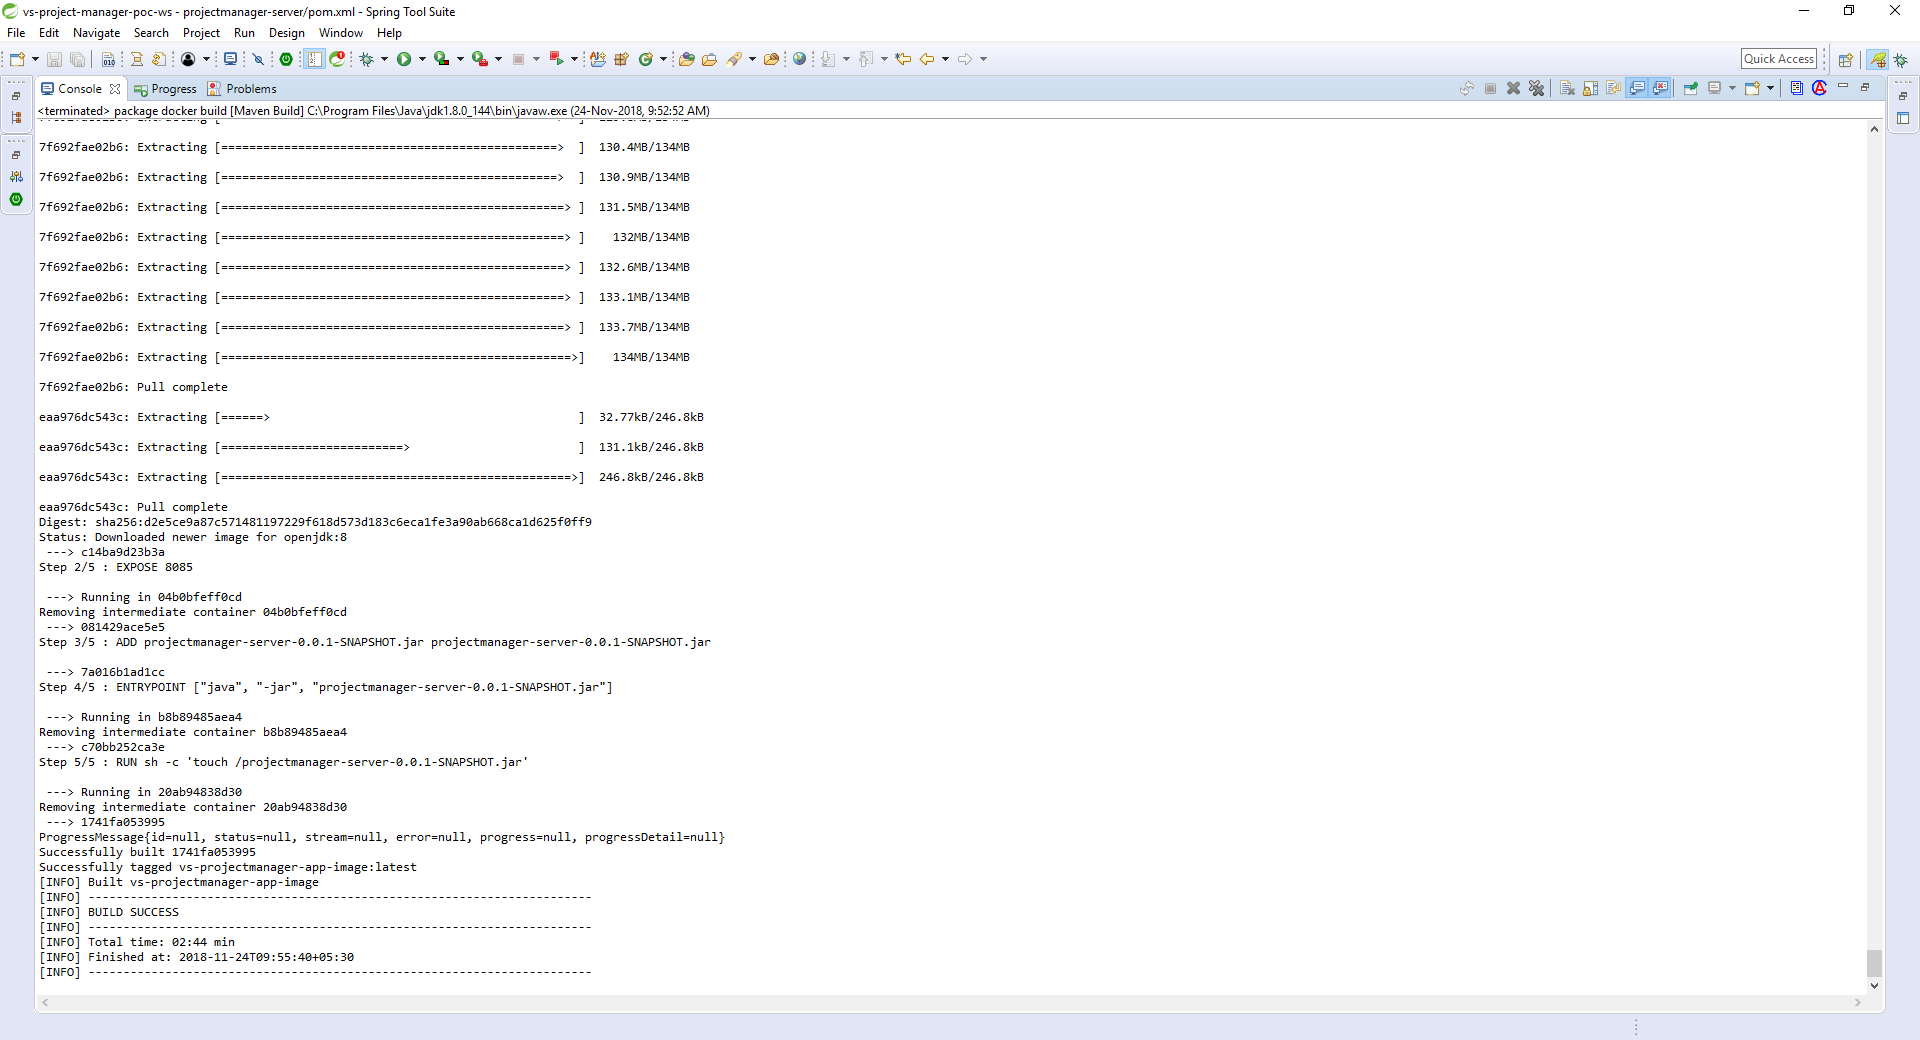 vs-project-manager-poc-ws - projectmanager-server/pom.xml - Spring Tool Suite
File Edit Navigate Search Project Run Design Window Help
Quick Access
Console Progress Problems
<terminated> package docker build [Maven Build] C:\Program Files\Java\jdk1.8.0_144\bin\javaw.exe (24-Nov-2018, 9:52:52 AM)
7f692fae02b6: Extracting [================================================>  ]  130.4MB/134MB
7f692fae02b6: Extracting [================================================>  ]  130.9MB/134MB
7f692fae02b6: Extracting [=================================================> ]  131.5MB/134MB
7f692fae02b6: Extracting [=================================================> ]    132MB/134MB
7f692fae02b6: Extracting [=================================================> ]  132.6MB/134MB
7f692fae02b6: Extracting [=================================================> ]  133.1MB/134MB
7f692fae02b6: Extracting [=================================================> ]  133.7MB/134MB
7f692fae02b6: Extracting [==================================================>]    134MB/134MB
7f692fae02b6: Pull complete
eaa976dc543c: Extracting [======>                                            ]  32.77kB/246.8kB
eaa976dc543c: Extracting [==========================>                        ]  131.1kB/246.8kB
eaa976dc543c: Extracting [==================================================>]  246.8kB/246.8kB
eaa976dc543c: Pull complete
Digest: sha256:d2e5ce9a87c571481197229f618d573d183c6eca1fe3a90ab668ca1d625f0ff9
Status: Downloaded newer image for openjdk:8
 ---> c14ba9d23b3a
Step 2/5 : EXPOSE 8085
 ---> Running in 04b0bfeff0cd
Removing intermediate container 04b0bfeff0cd
 ---> 081429ace5e5
Step 3/5 : ADD projectmanager-server-0.0.1-SNAPSHOT.jar projectmanager-server-0.0.1-SNAPSHOT.jar
 ---> 7a016b1ad1cc
Step 4/5 : ENTRYPOINT ["java", "-jar", "projectmanager-server-0.0.1-SNAPSHOT.jar"]
 ---> Running in b8b89485aea4
Removing intermediate container b8b89485aea4
 ---> c70bb252ca3e
Step 5/5 : RUN sh -c 'touch /projectmanager-server-0.0.1-SNAPSHOT.jar'
 ---> Running in 20ab94838d30
Removing intermediate container 20ab94838d30
 ---> 1741fa053995
ProgressMessage{id=null, status=null, stream=null, error=null, progress=null, progressDetail=null}
Successfully built 1741fa053995
Successfully tagged vs-projectmanager-app-image:latest
[INFO] Built vs-projectmanager-app-image
[INFO] ------------------------------------------------------------------------
[INFO] BUILD SUCCESS
[INFO] ------------------------------------------------------------------------
[INFO] Total time: 02:44 min
[INFO] Finished at: 2018-11-24T09:55:40+05:30
[INFO] ------------------------------------------------------------------------